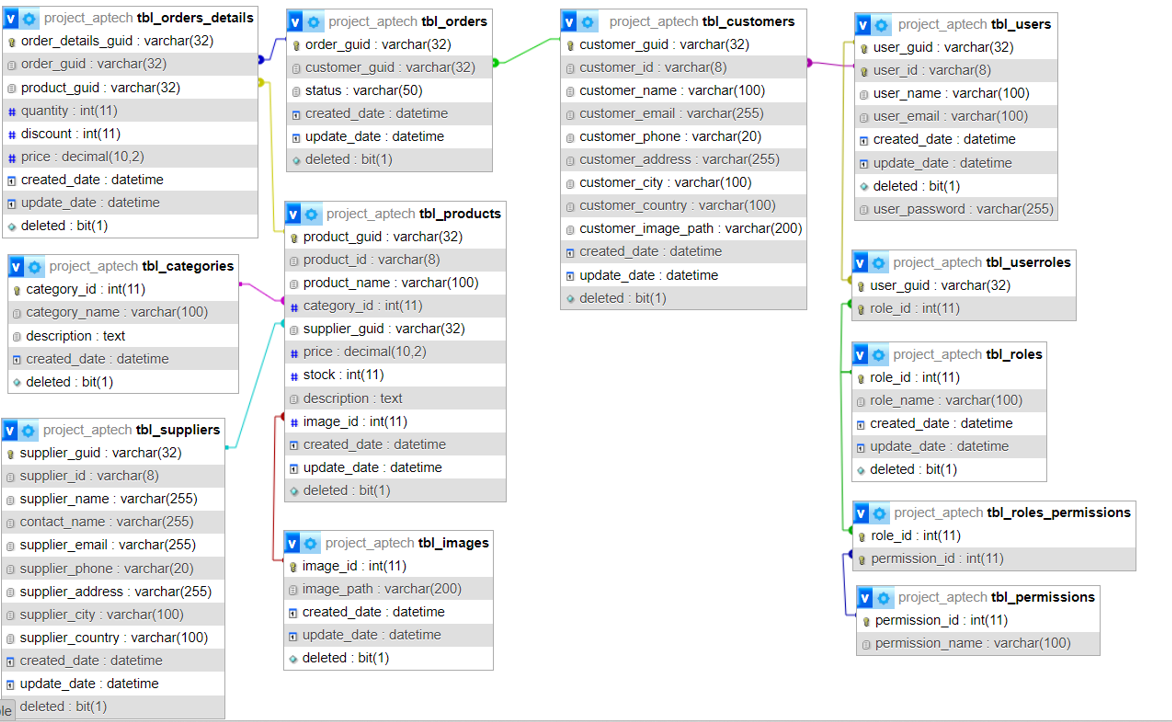 project_aptech tbl_orders_details
order_details_guid : varchar(32)
order_guid : varchar(32)
product_guid : varchar(32)
quantity : int(11)
discount : int(11)
price : decimal(10,2)
created_date : datetime
update_date : datetime
deleted : bit(1)
project_aptech tbl_orders
order_guid : varchar(32)
customer_guid : varchar(32)
status : varchar(50)
created_date : datetime
update_date : datetime
deleted : bit(1)
project_aptech tbl_customers
customer_guid : varchar(32)
customer_id : varchar(8)
customer_name : varchar(100)
customer_email : varchar(255)
customer_phone : varchar(20)
customer_address : varchar(255)
customer_city : varchar(100)
customer_country : varchar(100)
customer_image_path : varchar(200)
created_date : datetime
update_date : datetime
deleted : bit(1)
project_aptech tbl_users
user_guid : varchar(32)
user_id : varchar(8)
user_name : varchar(100)
user_email : varchar(100)
created_date : datetime
update_date : datetime
deleted : bit(1)
user_password : varchar(255)
project_aptech tbl_categories
category_id : int(11)
category_name : varchar(100)
description : text
created_date : datetime
deleted : bit(1)
project_aptech tbl_products
product_guid : varchar(32)
product_id : varchar(8)
product_name : varchar(100)
category_id : int(11)
supplier_guid : varchar(32)
price : decimal(10,2)
stock : int(11)
description : text
image_id : int(11)
created_date : datetime
update_date : datetime
deleted : bit(1)
project_aptech tbl_userroles
user_guid : varchar(32)
role_id : int(11)
project_aptech tbl_roles
role_id : int(11)
role_name : varchar(100)
created_date : datetime
update_date : datetime
deleted : bit(1)
project_aptech tbl_suppliers
supplier_guid : varchar(32)
supplier_id : varchar(8)
supplier_name : varchar(255)
contact_name : varchar(255)
supplier_email : varchar(255)
supplier_phone : varchar(20)
supplier_address : varchar(255)
supplier_city : varchar(100)
supplier_country : varchar(100)
created_date : datetime
update_date : datetime
deleted : bit(1)
project_aptech tbl_images
image_id : int(11)
image_path : varchar(200)
created_date : datetime
update_date : datetime
deleted : bit(1)
project_aptech tbl_roles_permissions
role_id : int(11)
permission_id : int(11)
project_aptech tbl_permissions
permission_id : int(11)
permission_name : varchar(100)